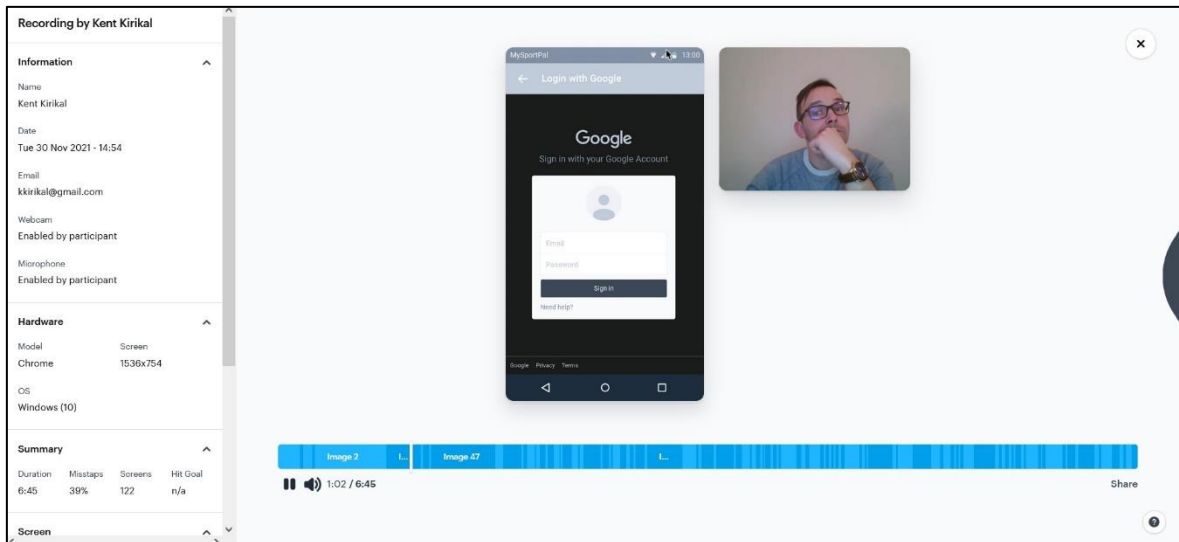 Recording by Kent Kirikal
Information
Name
Kent Kirikal
Date
Tue 30 Nov 2021 - 14:54
Email
kkirikal@gmail.com
Webcam
Enabled by participant
Microphone
Enabled by participant
Hardware
Model Screen
Chrome 1536x754
OS
Windows (10)
Summary
Duration Misstaps Screens Hit Goal
6:45 39% 122 n/a
Screen
MySportPal 13:00
Login with Google
Google
Sign in with your Google Account
Email
Password
Sign in
Need help?
Google Privacy Terms
Image 2 I... Image 47 I...
1:02 / 6:45 Share